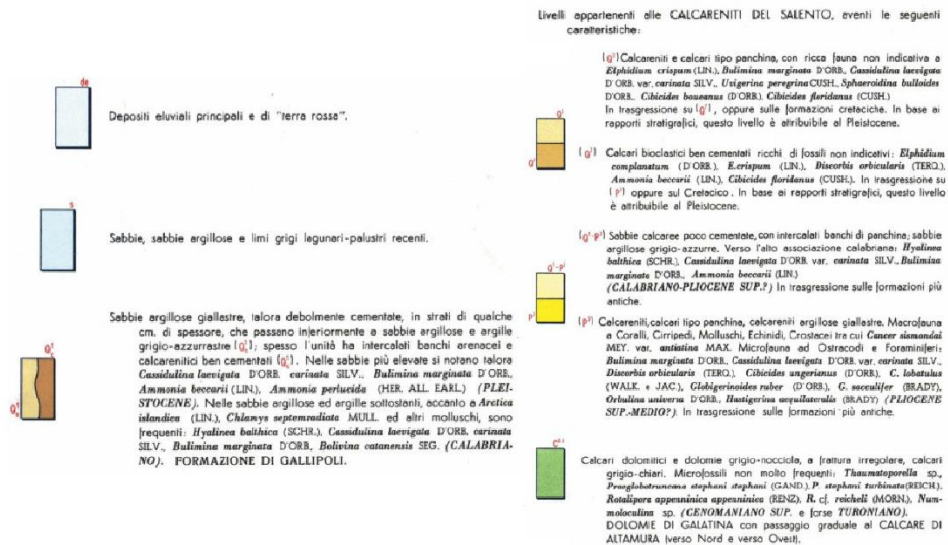 de
Depositi eluviali principali e di "terra rossa".
s
Sabbie, sabbie argillose e limi grigi lagunari-palustri recenti.
Sabbie argillose giallastre, talora debolmente cementate, in strati di qualche
cm. di spessore, che passano inferiormente a sabbie argillose e argille
grigio-azzurrastre ( ); spesso l'unità ha intercalati banchi arenacei e
calcarenitici ben cementati ( ). Nelle sabbie più elevate si notano talora
Cassidulina laevigata D'ORB. carinata SILV., Bulimina marginata D'ORB.,
Ammonia beccarii (LIN.), Ammonia perlucida (HER. ALL. EARL.) (PLEI-
STOCENE). Nelle sabbie argillose ed argille sottostanti, accanto a Arctica
islandica (LIN.), Chlamys septemradiata MULL. ed altri molluschi, sono
frequenti: Hyalinea balthica (SCHR.), Cassidulina laevigata D'ORB. carinata
SILV., Bulimina marginata D'ORB., Bolivina catanensis SEG. (CALABRIA-
NO). FORMAZIONE DI GALLIPOLI.
Livelli appartenenti alle CALCARENITI DEL SALENTO, aventi le seguenti
caratteristiche:
Calcareniti e calcari tipo panchina, con ricca fauna non indicativa a
Elphidium crispum (LIN.), Bulimina marginata D'ORB., Cassidulina laevigata
D'ORB. var. carinata SILV., Uvigerina peregrina CUSH., Sphaeroidina bulloides
D'ORB., Cibicides boueanus (D'ORB.), Cibicides floridanus (CUSH.)
In trasgressione su ( ), oppure sulle formazioni cretaciche. In base ai
rapporti stratigrafici, questo livello è attribuibile al Pleistocene.
Calcari bioclastici ben cementati ricchi di fossili non indicativi: Elphidium
complanatum (D'ORB.), E. crispum (LIN.), Discorbis orbicularis (TERQ.),
Ammonia beccarii (LIN.), Cibicides floridanus (CUSH.). In trasgressione su
( ) oppure sul Cretacico. In base ai rapporti stratigrafici, questo livello
è attribuibile al Pleistocene.
Sabbie calcaree poco cementate, con intercalati banchi di panchina; sabbie
argillose grigio-azzurre. Verso l'alto associazione calabriana: Hyalinea
balthica (SCHR.), Cassidulina laevigata D'ORB. var. carinata SILV., Bulimina
marginata D'ORB., Ammonia beccarii (LIN.)
(CALABRIANO-PLIOCENE SUP.?) In trasgressione sulle formazioni più
antiche.
Calcareniti, calcari tipo panchina, calcareniti argillose giallastre. Macrofauna
a Coralli, Cirripedi, Molluschi, Echinidi, Crostacei tra cui Cancer sismondai
MEY. var. antiatina MAX. Microfauna ad Ostracodi e Foraminiferi:
Bulimina marginata D'ORB., Cassidulina laevigata D'ORB. var. carinata SILV.,
Discorbis orbicularis (TERQ.), Cibicides ungerianus (D'ORB.), C. lobatulus
(WALK. e JAC.), Globigerinoides ruber (D'ORB.), G. sacculifer (BRADY),
Orbulina universa D'ORB., Hastigerina aequilateralis (BRADY) (PLIOCENE
SUP.-MEDIO?). In trasgressione sulle formazioni più antiche.
Calcari dolomitici e dolomie grigio-nocciola, a frattura irregolare, calcari
grigio-chiari. Microfossili non molto frequenti: Thaumatoporella sp.,
Praeglobotruncana stephani stephani (GAND.), P. stephani turbinata (REICH.),
Rotalipora appenninica appenninica (RENZ), R. cf. reicheli (MORN.), Num-
moloculina sp. (CENOMANIANO SUP. e forse TURONIANO).
DOLOMIE DI GALATINA con passaggio graduale al CALCARE DI
ALTAMURA (verso Nord e verso Ovest).